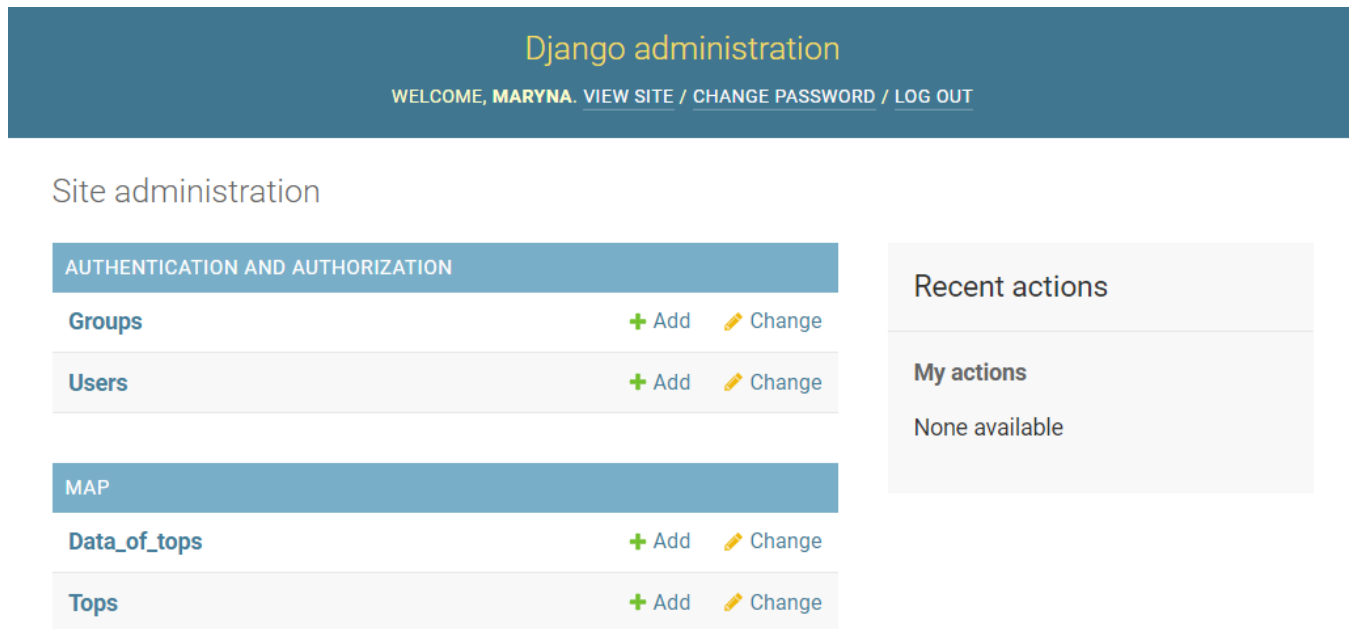 Django administration
WELCOME, MARYNA. VIEW SITE / CHANGE PASSWORD / LOG OUT
Site administration
AUTHENTICATION AND AUTHORIZATION
Groups Add Change
Users Add Change
MAP
Data_of_tops Add Change
Tops Add Change
Recent actions
My actions
None available